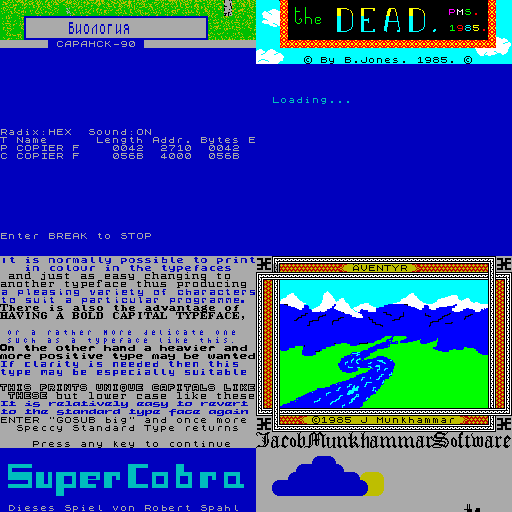 Биология
САРАНСК-90
the DEAD. PMS. 1985.
© By B.Jones. 1985. ©
Loading...
Radix:HEX  Sound:ON
T Name      Length Addr. Bytes E
P COPIER F    0042  2710  0042
C COPIER F    056B  4000  056B
Enter BREAK to STOP
It is normally possible to print
in colour in the typefaces
and just as easy changing to
another typeface thus producing
a pleasing variety of characters
to suit a particular programme.
There is also the advantage of
HAVING A BOLD CAPITAL TYPEFACE,
or a rather more delicate one
such as a typeface like this.
On the other hand a heavier and
more positive type may be wanted
If clarity is needed then this
type may be especially suitable
THIS PRINTS UNIQUE CAPITALS LIKE
THESE but lower case like these
It is relatively easy to revert
to the standard type face again
ENTER "GOSUB big" and once more
Speccy Standard Type returns
Press any key to continue
AVENTYR
©1985 J Munkhammar
JacobMunkhammarSoftware
SuperCobra
Dieses Spiel von Robert Spahl